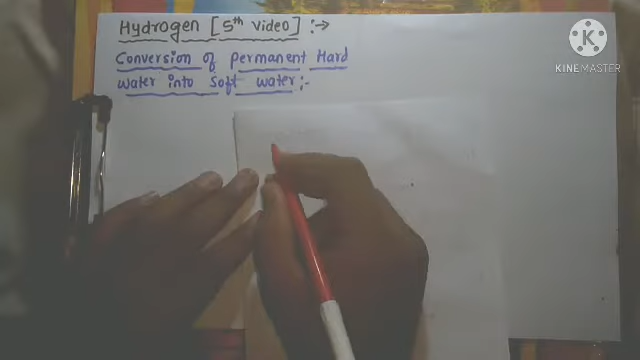 Hydrogen [5th video] :→
Conversion of permanent Hard
water into soft water :-
KINEMASTER